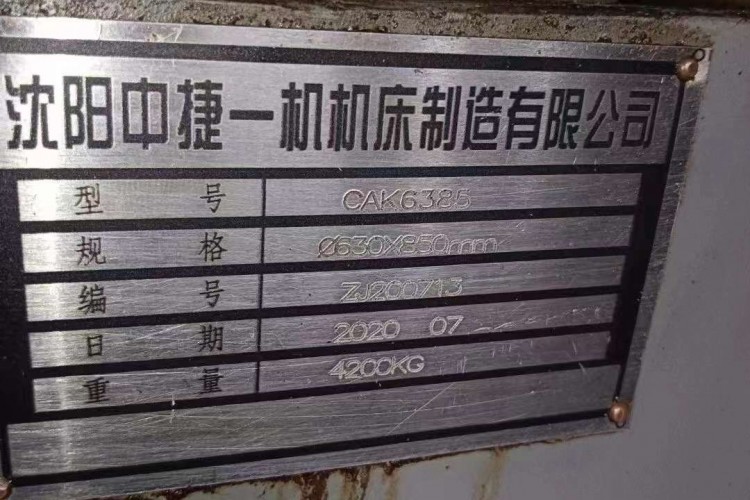 沈阳中捷一机机床制造有限公司
型 号 CAK6385
规 格 Ø630X850mm
编 号 ZJ200713
日 期 2020 07
重 量 4200KG